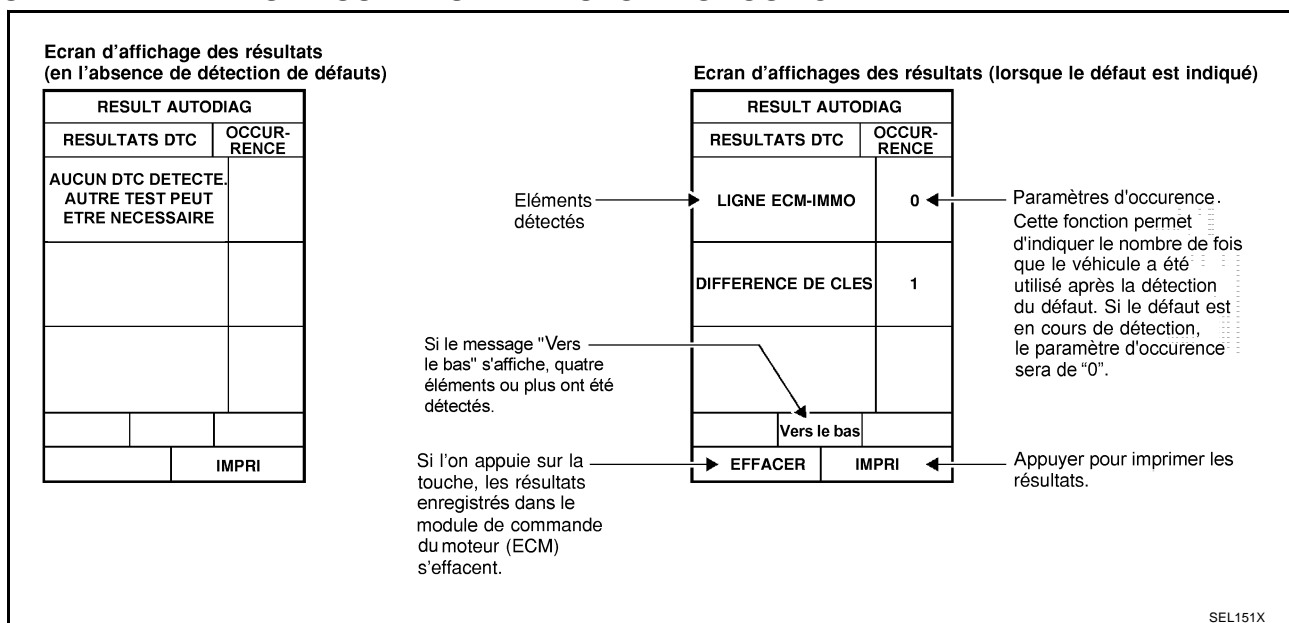 Ecran d'affichage des résultats
(en l'absence de détection de défauts)
RESULT AUTODIAG
RESULTATS DTC
OCCUR-
RENCE
AUCUN DTC DETECTE.
AUTRE TEST PEUT
ETRE NECESSAIRE
IMPRI
Ecran d'affichages des résultats (lorsque le défaut est indiqué)
RESULT AUTODIAG
RESULTATS DTC
OCCUR-
RENCE
Eléments
détectés
LIGNE ECM-IMMO
0
DIFFERENCE DE CLES
1
Paramètres d'occurence.
Cette fonction permet
d'indiquer le nombre de fois
que le véhicule a été
utilisé après la détection
du défaut. Si le défaut est
en cours de détection,
le paramètre d'occurence
sera de "0".
Si le message "Vers
le bas" s'affiche, quatre
éléments ou plus ont été
détectés.
Vers le bas
Si l'on appuie sur la
touche, les résultats
enregistrés dans le
module de commande
du moteur (ECM)
s'effacent.
EFFACER
IMPRI
Appuyer pour imprimer les
résultats.
SEL151X